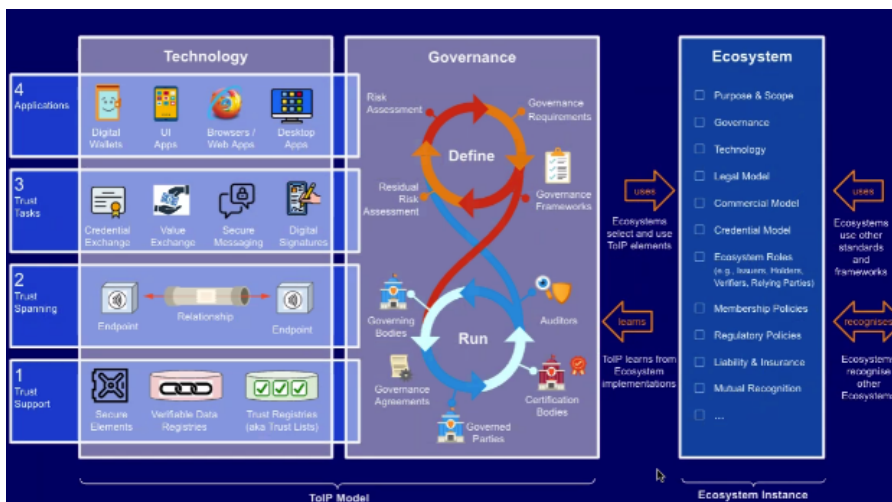 Technology
4
Applications
Digital
Wallets
UI
Apps
Browsers /
Web Apps
Desktop
Apps
3
Trust
Tasks
Credential
Exchange
Value
Exchange
Secure
Messaging
Digital
Signatures
2
Trust
Spanning
Endpoint
Relationship
Endpoint
1
Trust
Support
Secure
Elements
Verifiable Data
Registries
Trust Registries
(aka Trust Lists)
Governance
Risk
Assessment
Governance
Requirements
Define
Residual
Risk
Assessment
Governance
Frameworks
Governing
Bodies
Auditors
Run
Governance
Agreements
Certification
Bodies
Governed
Parties
ToIP Model
uses
Ecosystems
select and use
ToIP elements
learns
ToIP learns from
Ecosystem
implementations
Ecosystem
Purpose & Scope
Governance
Technology
Legal Model
Commercial Model
Credential Model
Ecosystem Roles
(e.g., Issuers, Holders,
Verifiers, Relying Parties)
Membership Policies
Regulatory Policies
Liability & Insurance
Mutual Recognition
...
Ecosystem Instance
uses
Ecosystems
use other
standards
and
frameworks
recognises
Ecosystems
recognise
other
Ecosystems